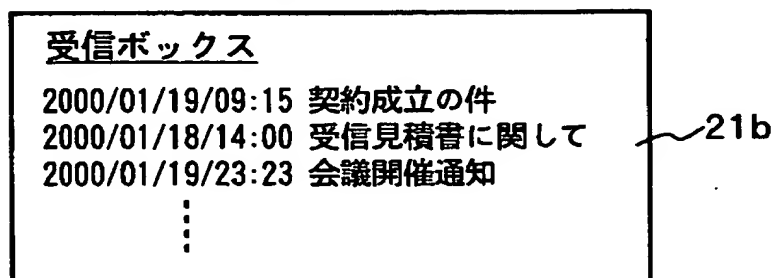 受信ボックス
2000/01/19/09:15 契約成立の件
2000/01/18/14:00 受信見積書に関して
21b
2000/01/19/23:23 会議開催通知